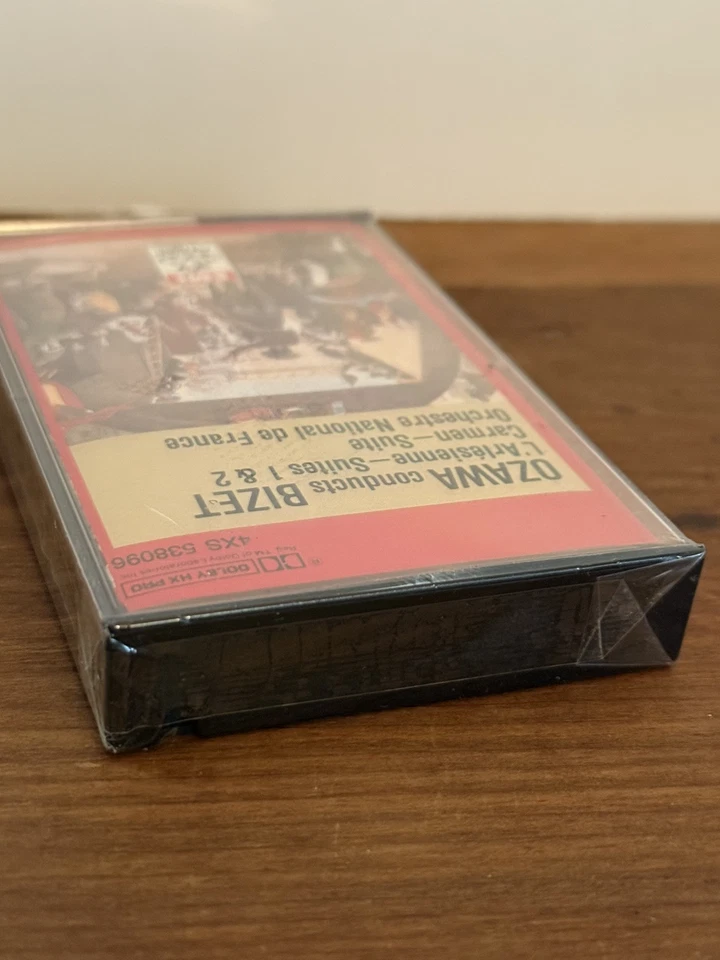 OZAWA conducts BIZET
L'Arlésienne—Suites 1 & 2
Carmen—Suite
Orchestre National de France
4XS 538096
DOLBY HX PRO